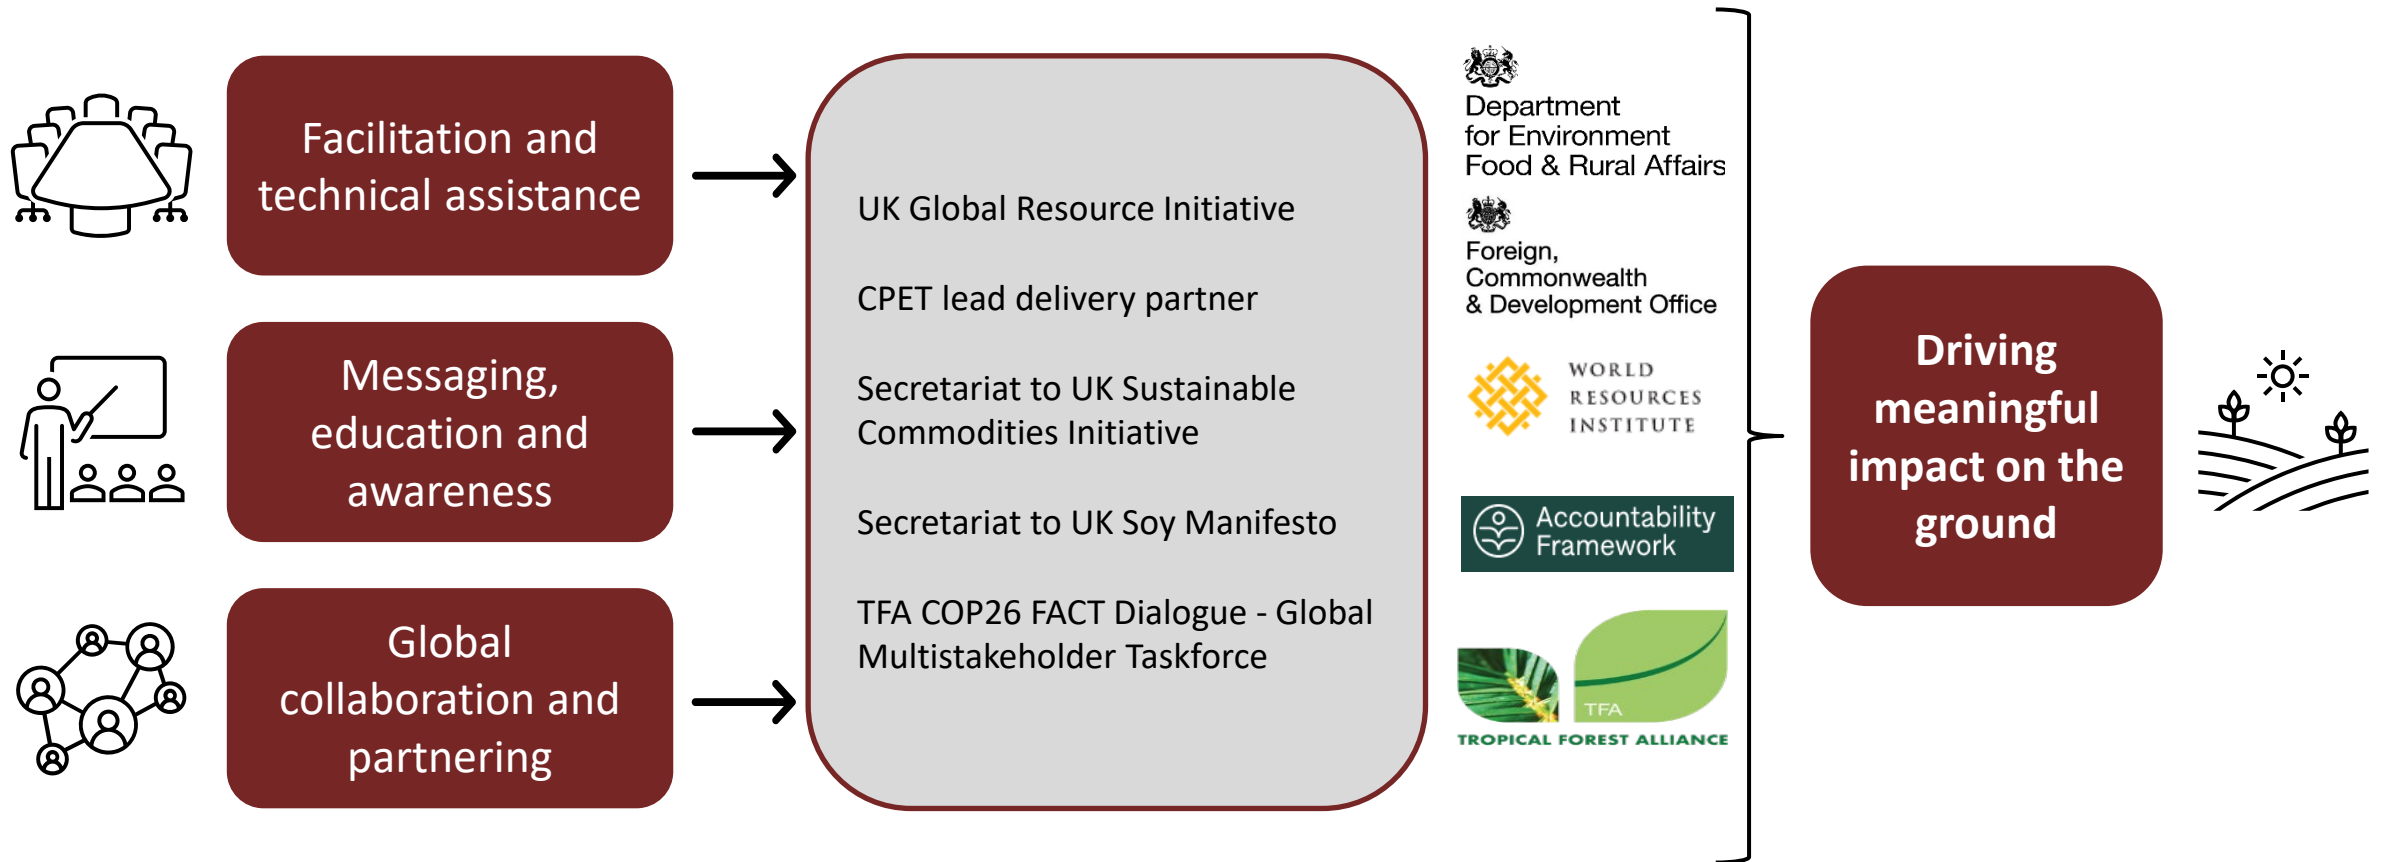 Facilitation and
technical assistance
Messaging,
education and
awareness
Global
collaboration and
partnering
UK Global Resource Initiative
CPET lead delivery partner
Secretariat to UK Sustainable
Commodities Initiative
Secretariat to UK Soy Manifesto
TFA COP26 FACT Dialogue - Global
Multistakeholder Taskforce
Department
for Environment
Food & Rural Affairs
Foreign,
Commonwealth
& Development Office
WORLD
RESOURCES
INSTITUTE
Accountability
Framework
TFA
TROPICAL FOREST ALLIANCE
Driving
meaningful
impact on the
ground